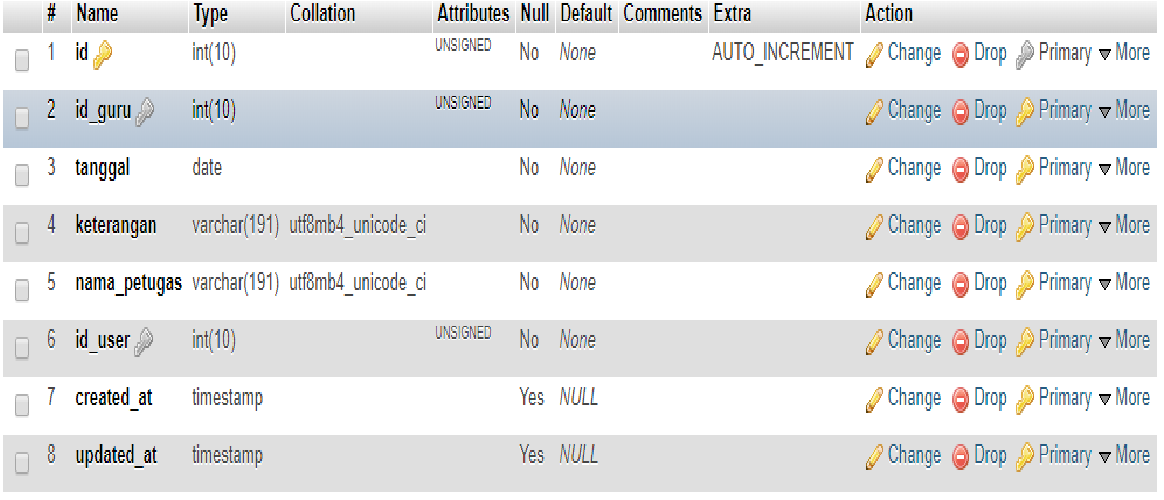 # Name Type Collation Attributes Null Default Comments Extra Action
1 id int(10) UNSIGNED No None AUTO_INCREMENT Change Drop Primary More
2 id_guru int(10) UNSIGNED No None Change Drop Primary More
3 tanggal date No None Change Drop Primary More
4 keterangan varchar(191) utf8mb4_unicode_ci No None Change Drop Primary More
5 nama_petugas varchar(191) utf8mb4_unicode_ci No None Change Drop Primary More
6 id_user int(10) UNSIGNED No None Change Drop Primary More
7 created_at timestamp Yes NULL Change Drop Primary More
8 updated_at timestamp Yes NULL Change Drop Primary More